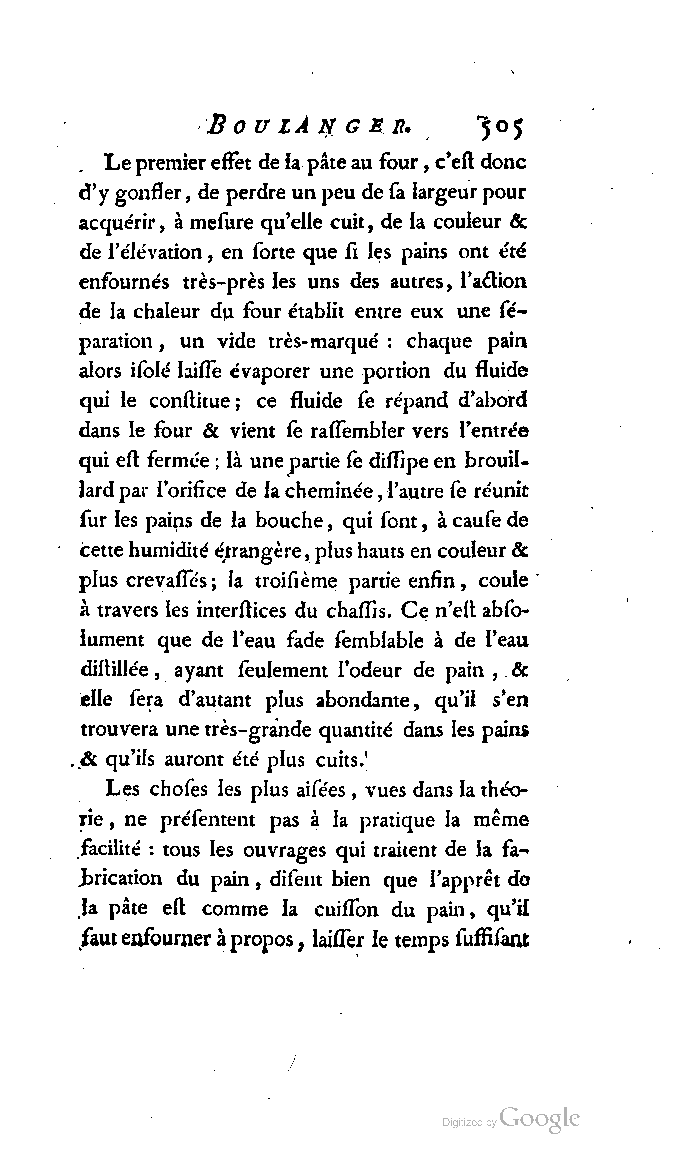 BOULANGER. 305
Le premier effet de la pâte au four, c'eſt donc
d'y gonfler, de perdre un peu de ſa largeur pour
acquérir, à meſure qu'elle cuit, de la couleur &
de l'élévation, en ſorte que ſi les pains ont été
enfournés très-près les uns des autres, l'action
de la chaleur du four établit entre eux une ſé-
paration, un vide très-marqué : chaque pain
alors iſolé laiſſe évaporer une portion du fluide
qui le conſtitue; ce fluide ſe répand d'abord
dans le four & vient ſe raſſembler vers l'entrée
qui eſt fermée; là une partie ſe diſſipe en brouil-
lard par l'orifice de la cheminée, l'autre ſe réunit
ſur les pains de la bouche, qui ſont, à cauſe de
cette humidité étrangère, plus hauts en couleur &
plus crevaſſés; la troiſième partie enfin, coule
à travers les interſtices du chaſſis. Ce n'eſt abſo-
lument que de l'eau fade ſemblable à de l'eau
diſtillée, ayant ſeulement l'odeur de pain, &
elle ſera d'autant plus abondante, qu'il s'en
trouvera une très-grande quantité dans les pains
& qu'ils auront été plus cuits.
Les choſes les plus aiſées, vues dans la théo-
rie, ne préſentent pas à la pratique la même
facilité : tous les ouvrages qui traitent de la fa-
brication du pain, diſent bien que l'apprêt de
la pâte eſt comme la cuiſſon du pain, qu'il
faut enfourner à propos, laiſſer le temps ſuffiſant
Digitized by Google